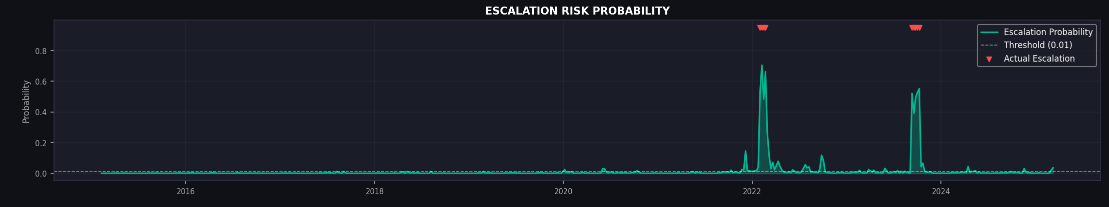 ESCALATION RISK PROBABILITY
Escalation Probability
Threshold (0.01)
Actual Escalation
Probability
0.8
0.6
0.4
0.2
0.0
2016
2018
2020
2022
2024